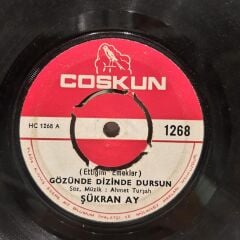 COSKUN
HC 1268 A
1268
(Ettiğim Emekler)
GÖZÜNDE DİZİNDE DURSUN
Söz, Müzik : Ahmet Turşah
ŞÜKRAN AY